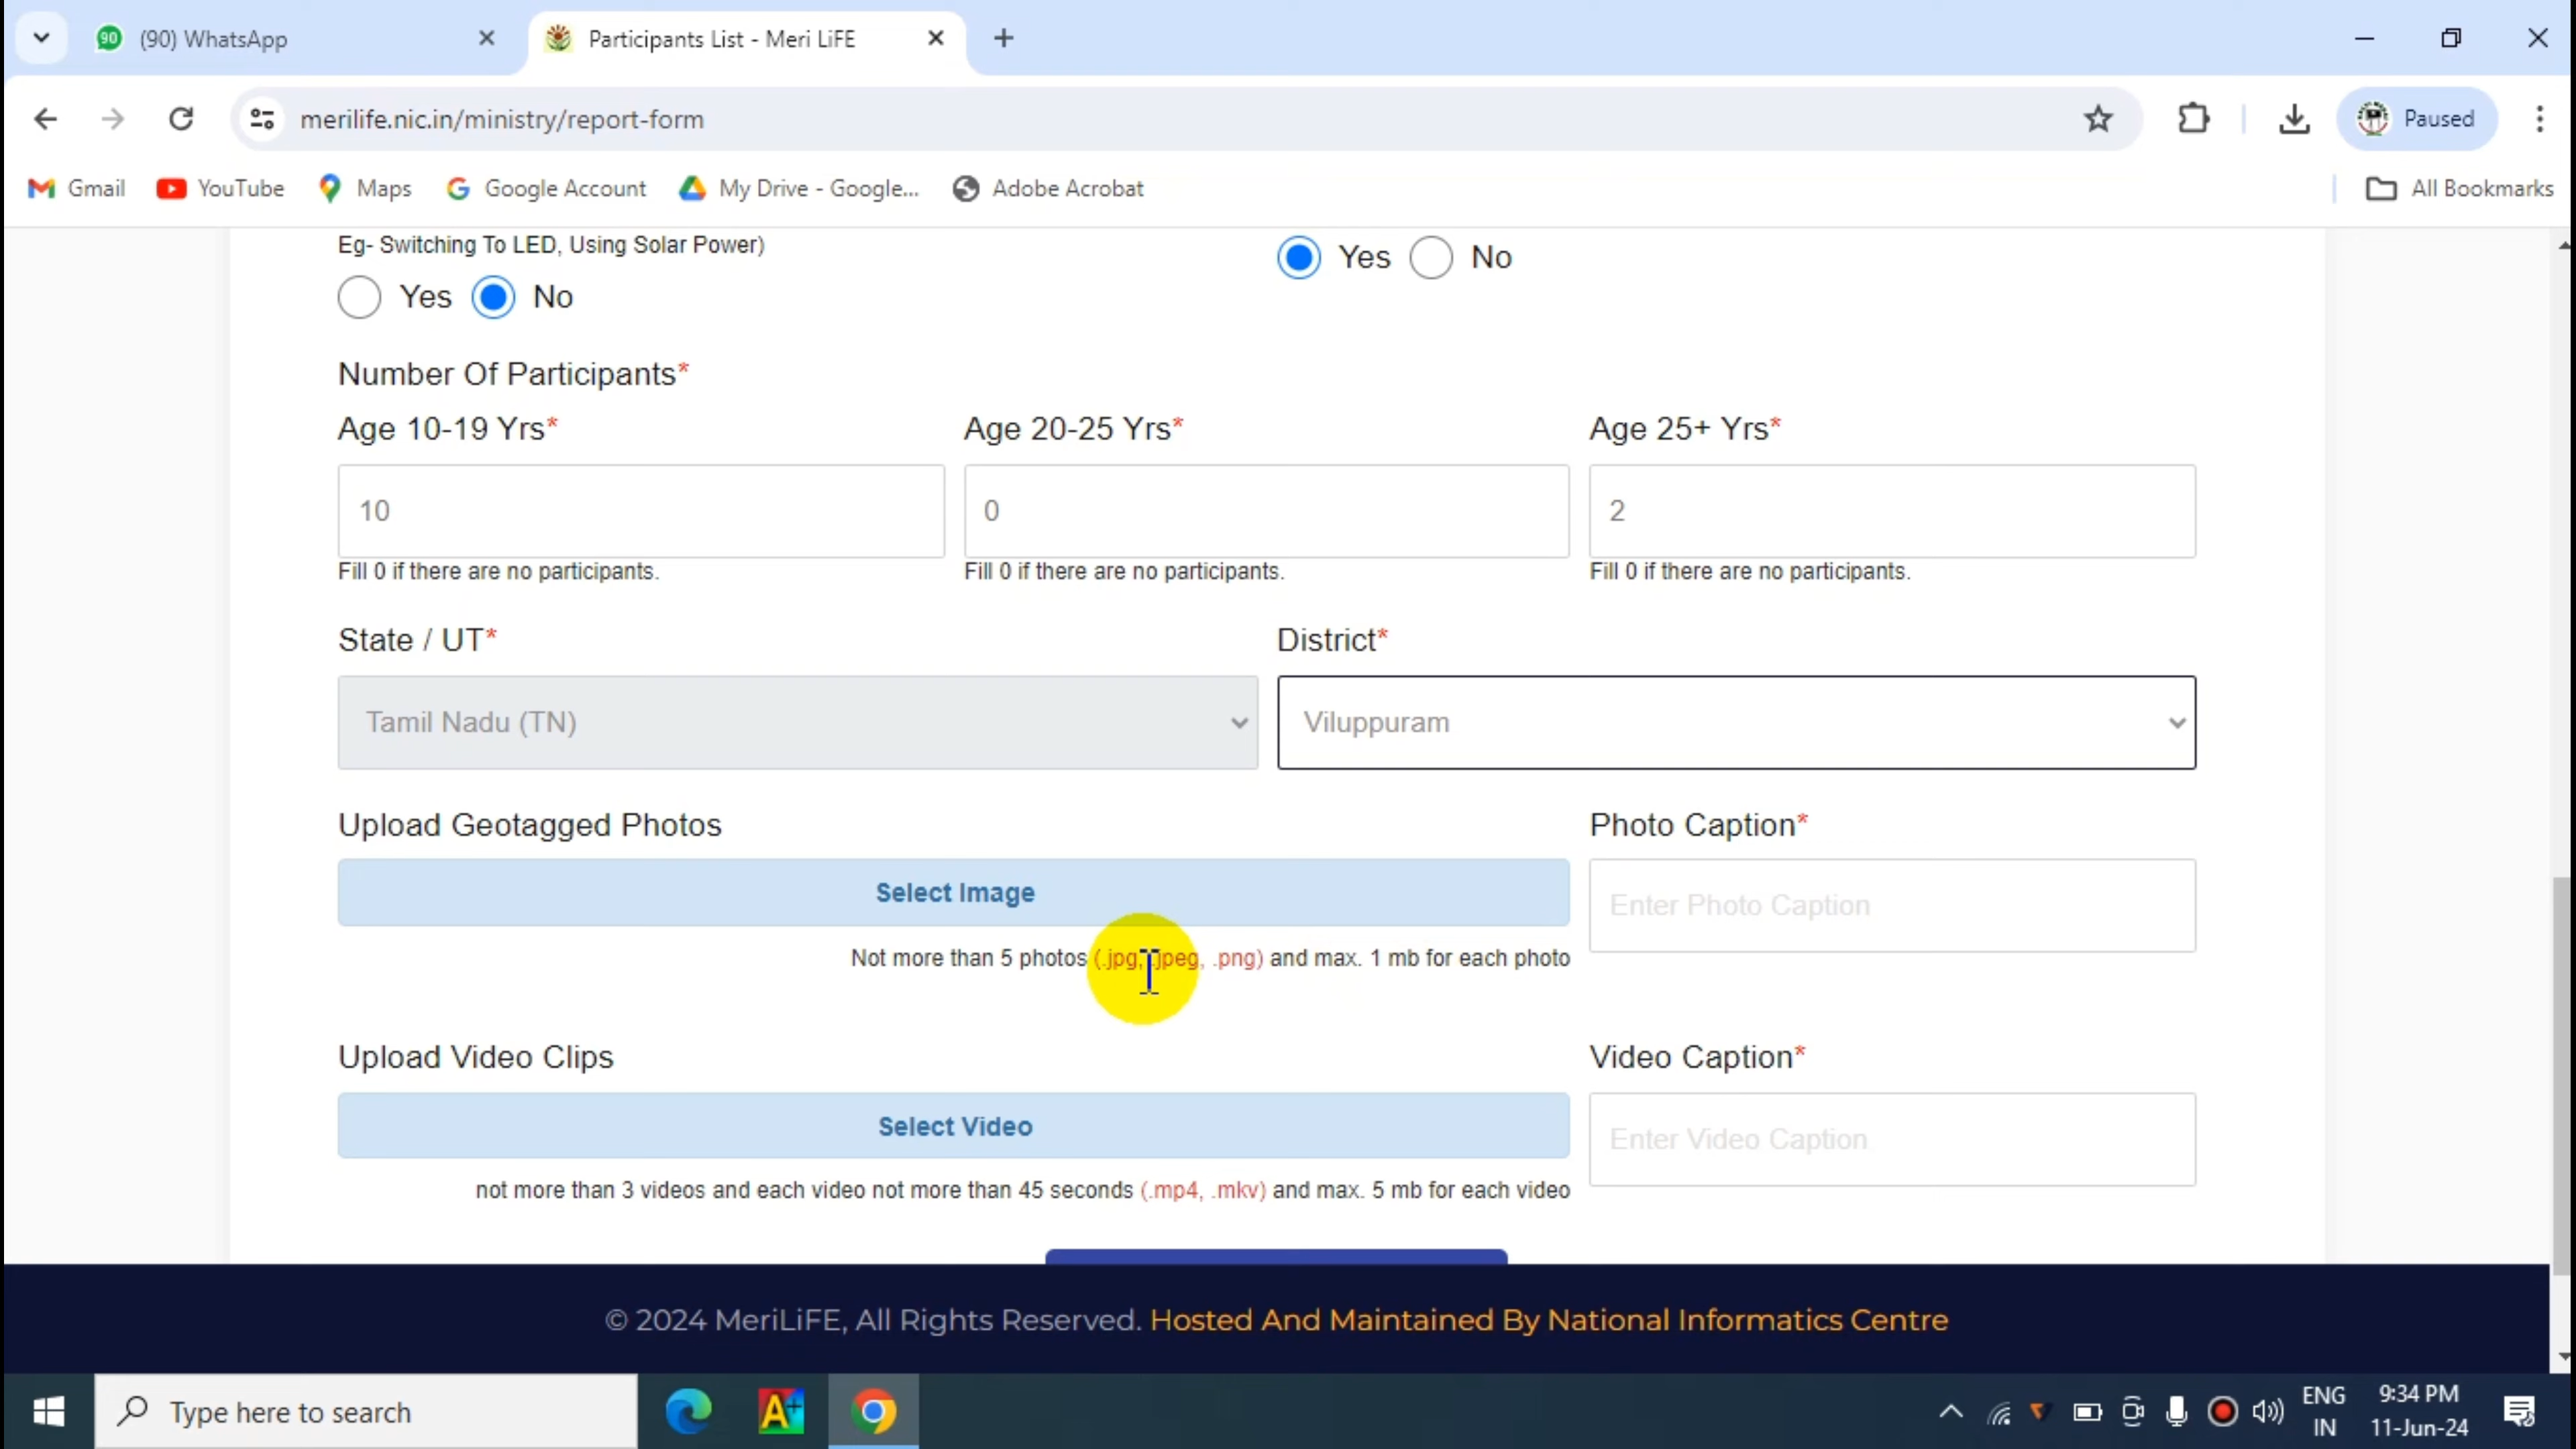 90 (90) WhatsApp
Participants List - Meri LiFE
merilife.nic.in/ministry/report-form
Paused
Gmail YouTube Maps Google Account My Drive - Google... Adobe Acrobat All Bookmarks
Eg- Switching To LED, Using Solar Power)
Yes No
Yes No
Number Of Participants*
Age 10-19 Yrs* Age 20-25 Yrs* Age 25+ Yrs*
10 0 2
Fill 0 if there are no participants. Fill 0 if there are no participants. Fill 0 if there are no participants.
State / UT* District*
Tamil Nadu (TN) Viluppuram
Upload Geotagged Photos Photo Caption*
Select Image Enter Photo Caption
Not more than 5 photos (.jpg, .jpeg, .png) and max. 1 mb for each photo
Upload Video Clips Video Caption*
Select Video Enter Video Caption
not more than 3 videos and each video not more than 45 seconds (.mp4, .mkv) and max. 5 mb for each video
© 2024 MeriLiFE, All Rights Reserved. Hosted And Maintained By National Informatics Centre
Type here to search
A+
ENG 9:34 PM
IN 11-Jun-24